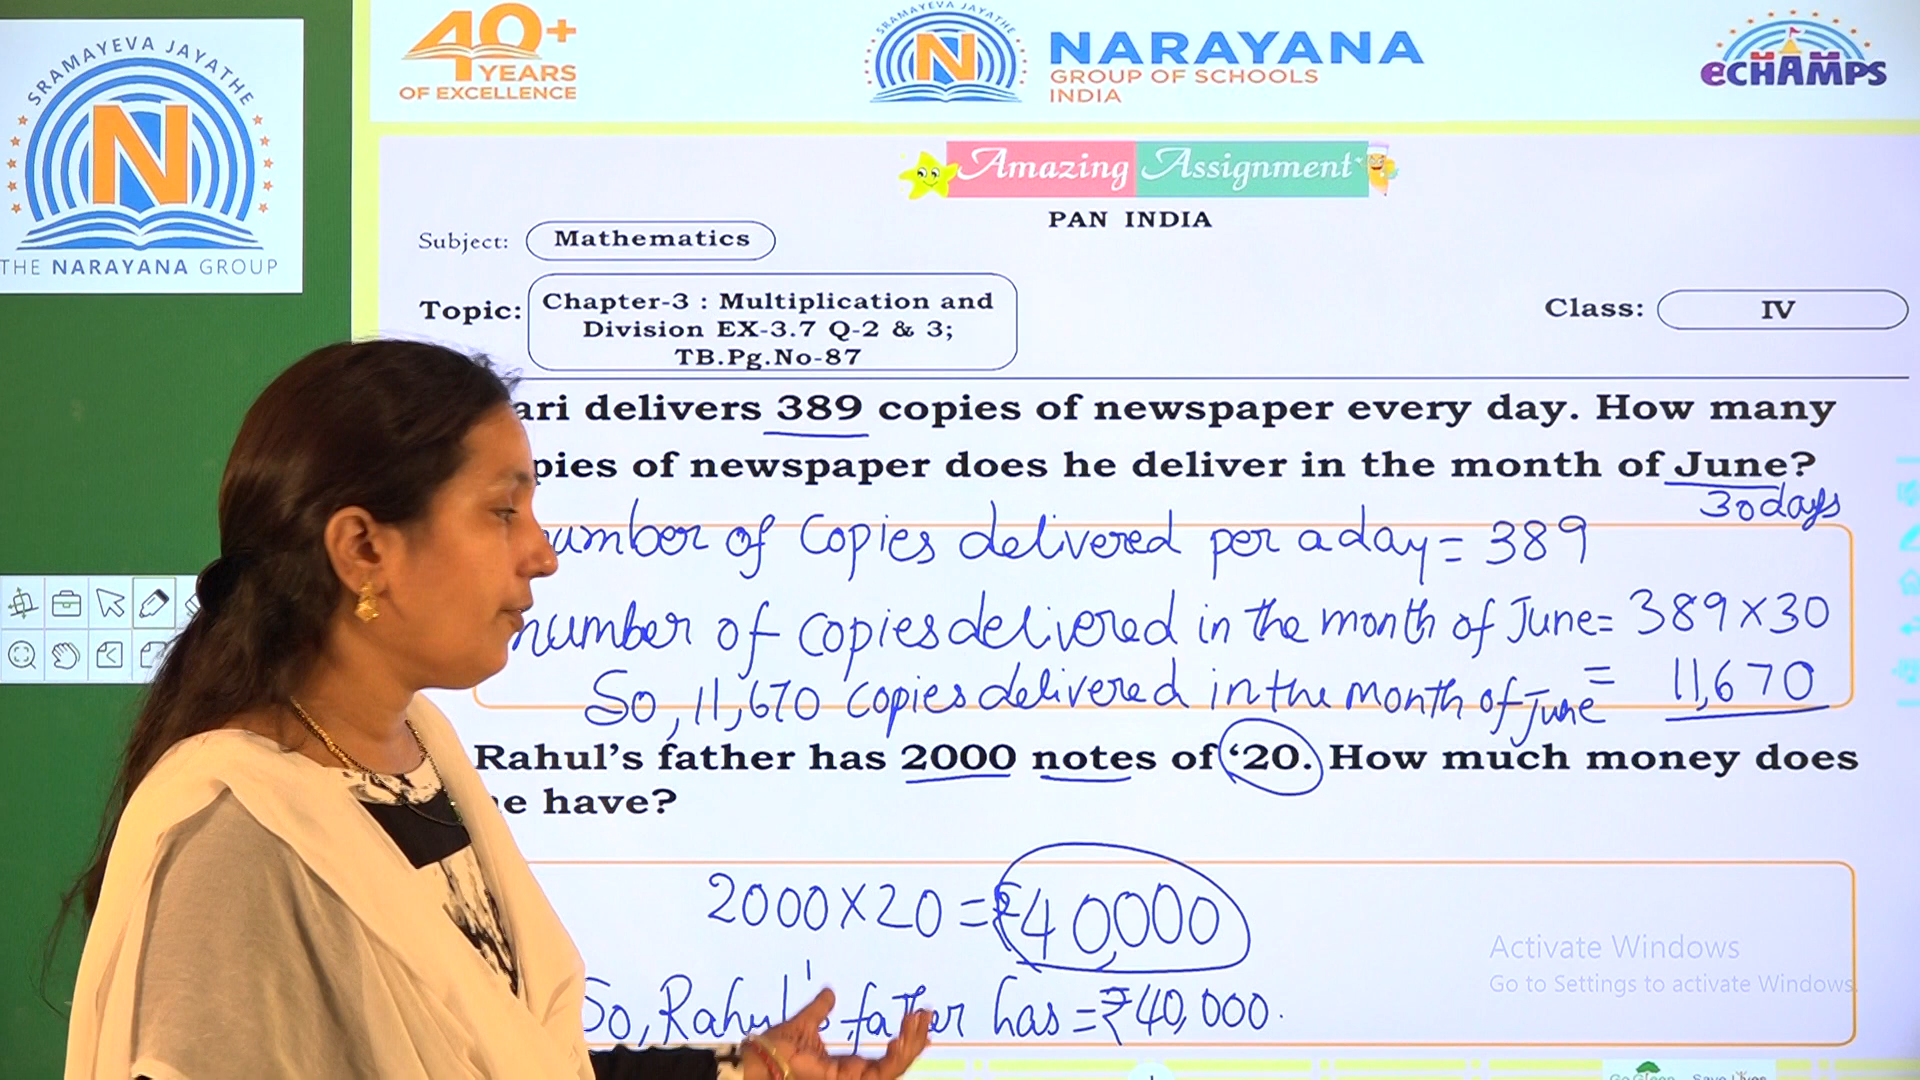 SRAMAYEVA JAYATHE
N
THE NARAYANA GROUP
40+
YEARS
OF EXCELLENCE
SRAMAYEVA JAYATHE
N
NARAYANA
GROUP OF SCHOOLS
INDIA
eCHAMPS
Amazing Assignment
PAN INDIA
Subject: Mathematics
Topic: Chapter-3 : Multiplication and
Division EX-3.7 Q-2 & 3;
TB.Pg.No-87
Class: IV
ari delivers 389 copies of newspaper every day. How many
pies of newspaper does he deliver in the month of June?
30 days
number of copies delivered per a day = 389
number of copies delivered in the month of June = 389 × 30
= 11,670
So, 11,670 copies delivered in the month of June
Rahul's father has 2000 notes of ‘20. How much money does
e have?
2000 × 20 = ₹40,000
So, Rahul's father has = ₹40,000.
Activate Windows
Go to Settings to activate Windows.